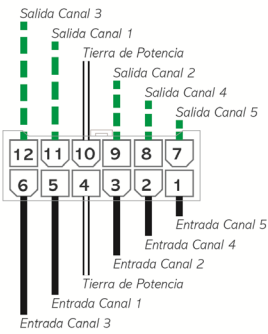 Salida Canal 3
Salida Canal 1
Tierra de Potencia
Salida Canal 2
Salida Canal 4
Salida Canal 5
12 11 10 9 8 7
6 5 4 3 2 1
Entrada Canal 5
Entrada Canal 4
Entrada Canal 2
Tierra de Potencia
Entrada Canal 1
Entrada Canal 3